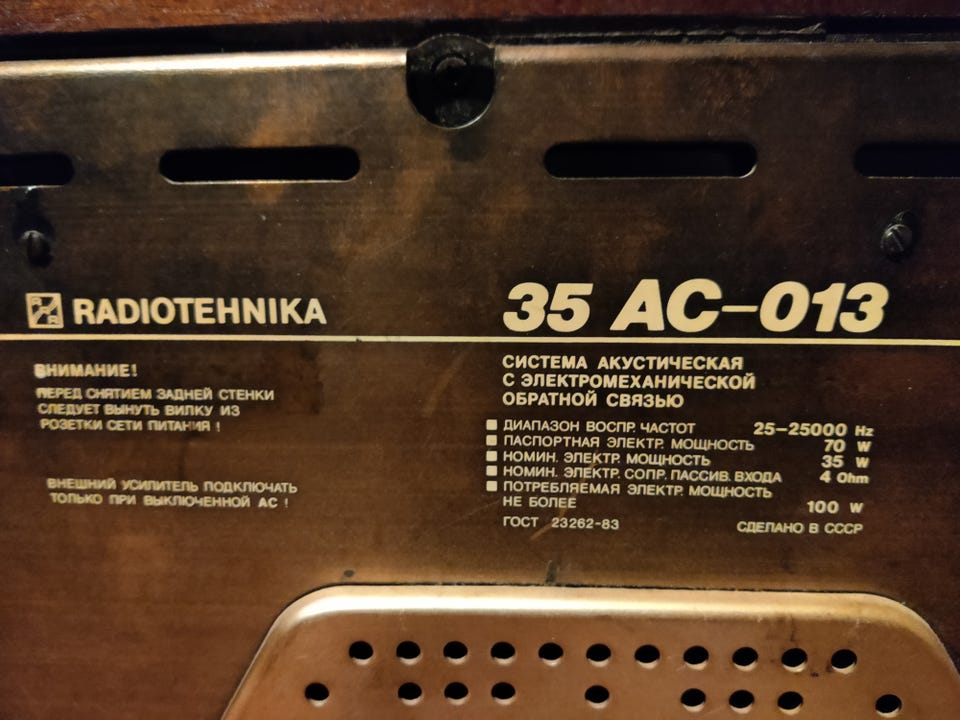 RADIOTEHNIKA
35 АС-013
ВНИМАНИЕ!
ПЕРЕД СНЯТИЕМ ЗАДНЕЙ СТЕНКИ
СЛЕДУЕТ ВЫНУТЬ ВИЛКУ ИЗ
РОЗЕТКИ СЕТИ ПИТАНИЯ !
ВНЕШНИЙ УСИЛИТЕЛЬ ПОДКЛЮЧАТЬ
ТОЛЬКО ПРИ ВЫКЛЮЧЕННОЙ АС !
СИСТЕМА АКУСТИЧЕСКАЯ
С ЭЛЕКТРОМЕХАНИЧЕСКОЙ
ОБРАТНОЙ СВЯЗЬЮ
ДИАПАЗОН ВОСПР. ЧАСТОТ 25-25000 Hz
ПАСПОРТНАЯ ЭЛЕКТР. МОЩНОСТЬ 70 W
НОМИН. ЭЛЕКТР. МОЩНОСТЬ 35 W
НОМИН. ЭЛЕКТР. СОПР. ПАССИВ. ВХОДА 4 Ohm
ПОТРЕБЛЯЕМАЯ ЭЛЕКТР. МОЩНОСТЬ
НЕ БОЛЕЕ 100 W
ГОСТ 23262-83 СДЕЛАНО В СССР